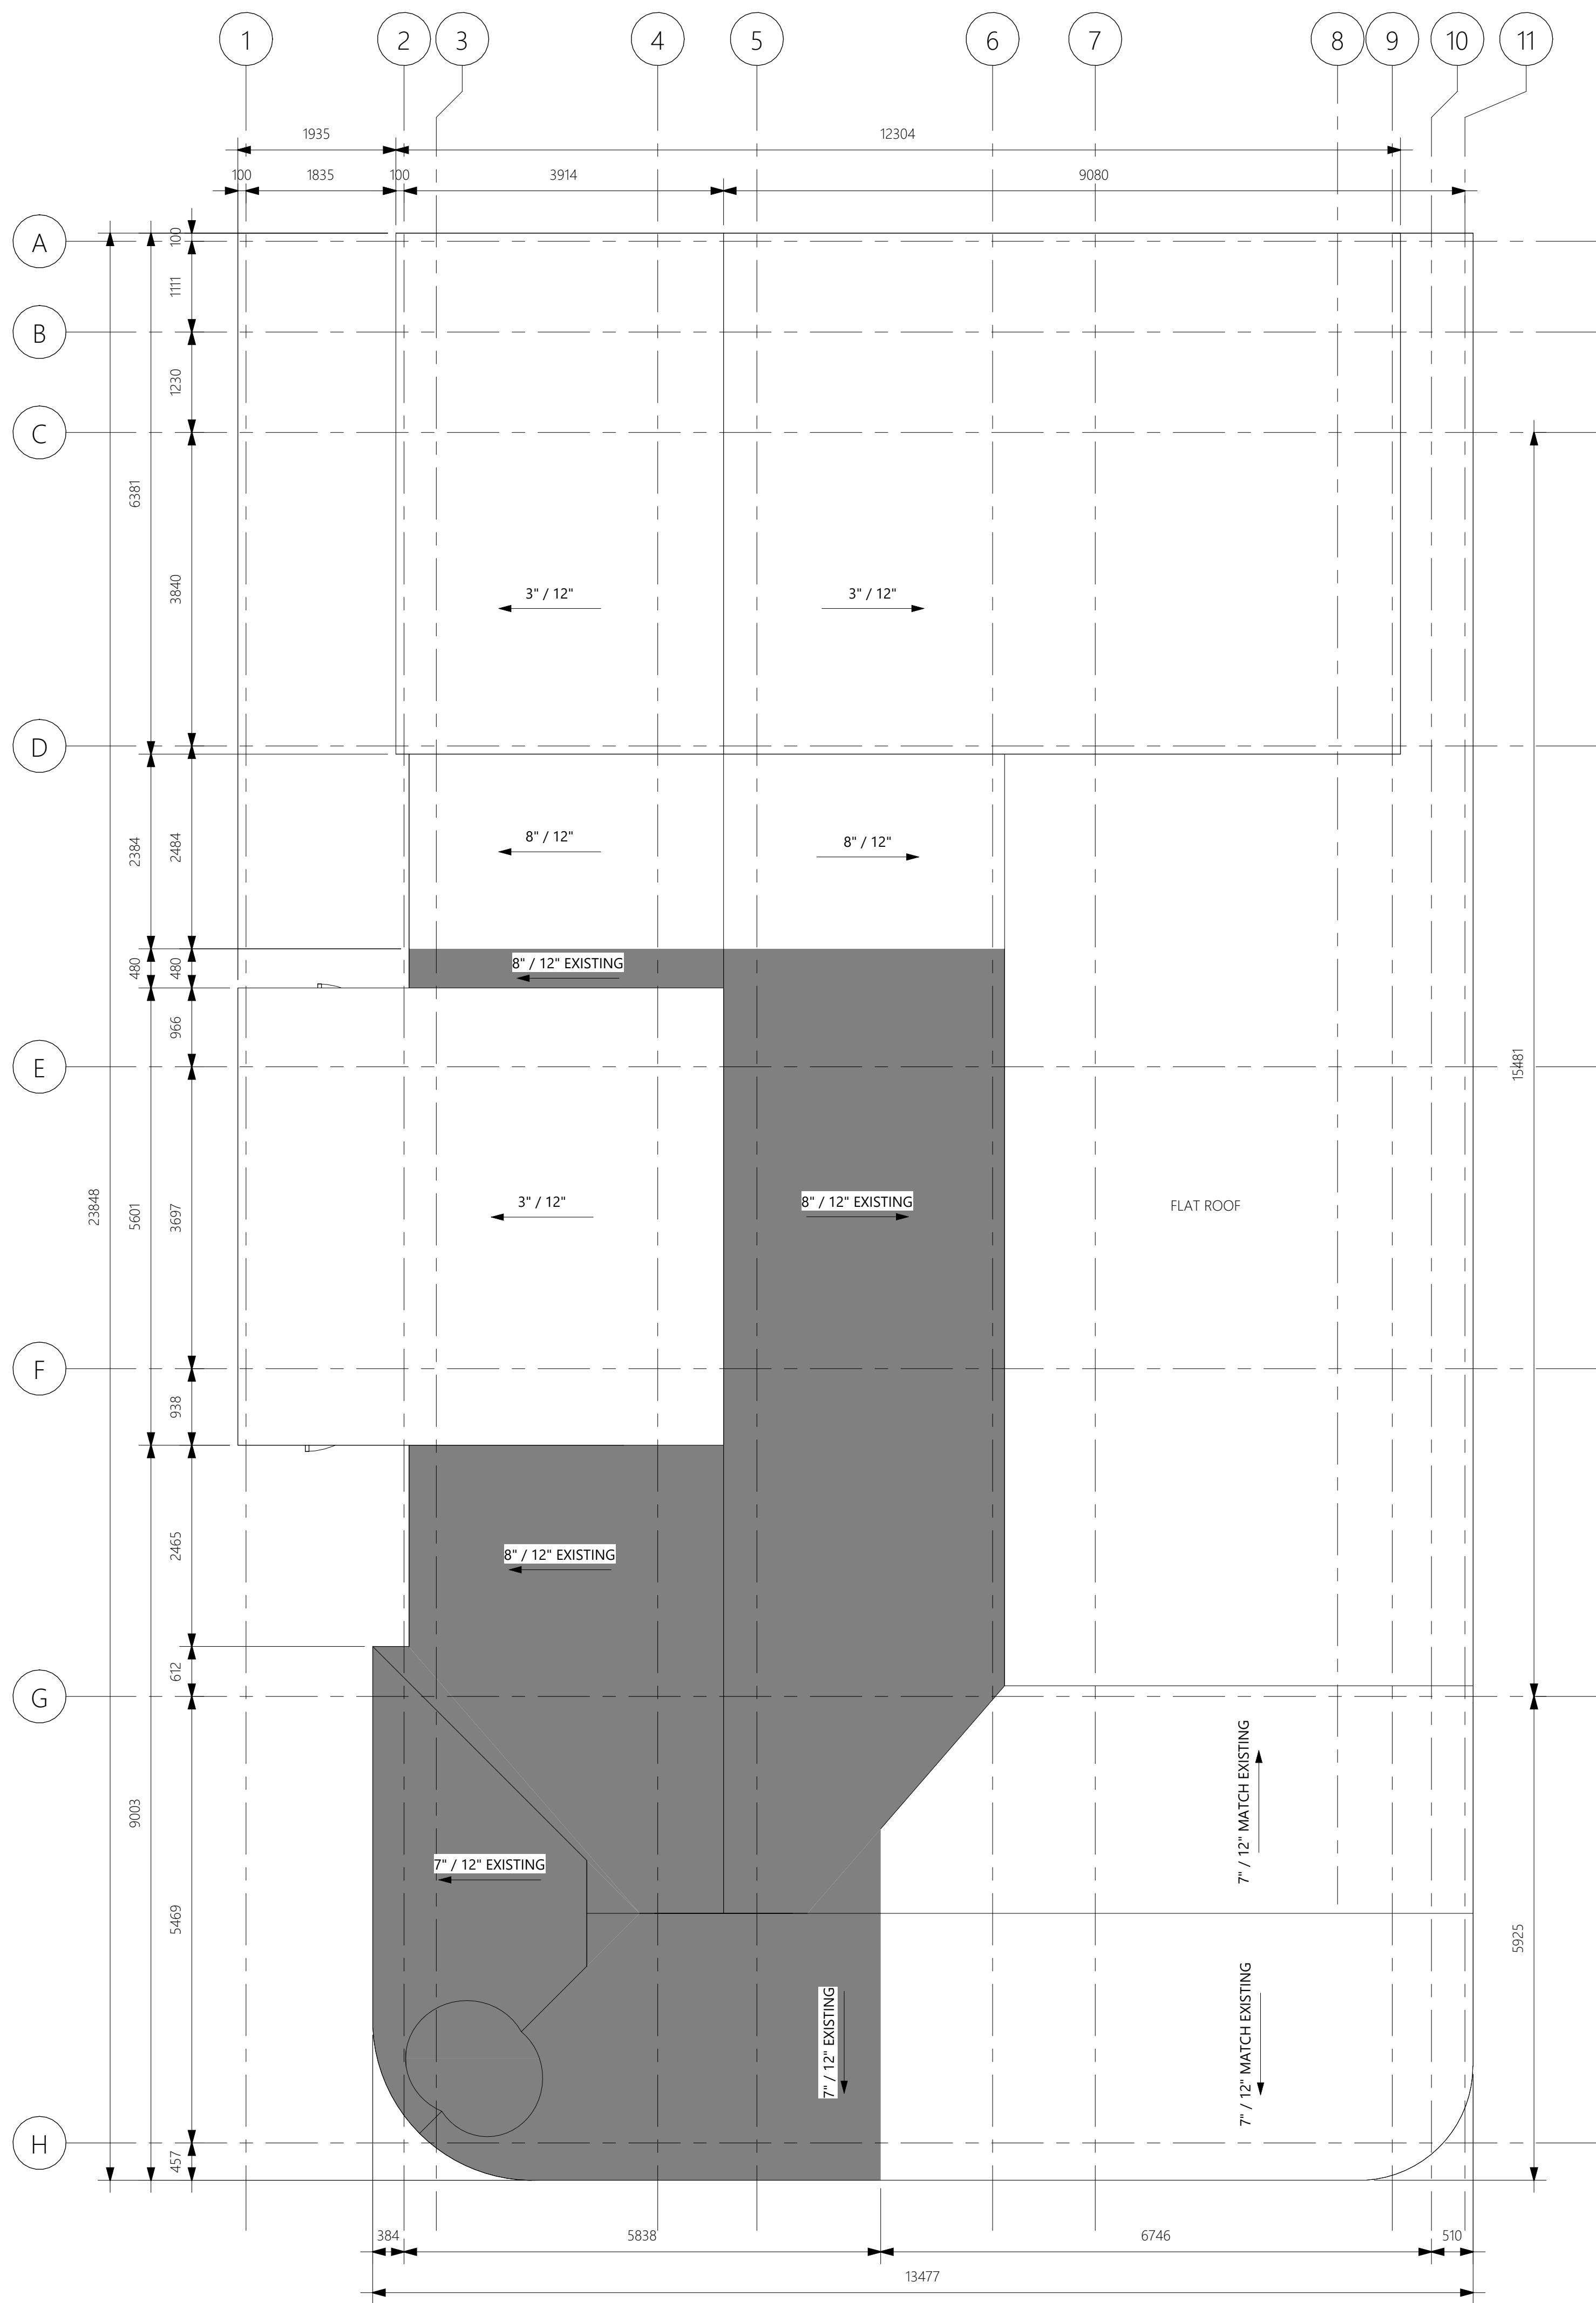 1 2 3 4 5 6 7 8 9 10 11
1935 12304
100 1835 100 3914 9080
A
100
1111
B
1230
C
6381
3840
3" / 12" 3" / 12"
D
2384
2484
8" / 12" 8" / 12"
480
480
8" / 12" EXISTING
966
E
15481
23848
5601
3697
3" / 12"
8" / 12" EXISTING
FLAT ROOF
F
938
2465
8" / 12" EXISTING
612
G
9003
7" / 12" MATCH EXISTING
7" / 12" EXISTING
5469
5925
7" / 12" EXISTING
7" / 12" MATCH EXISTING
H
457
384 5838 6746 510
13477